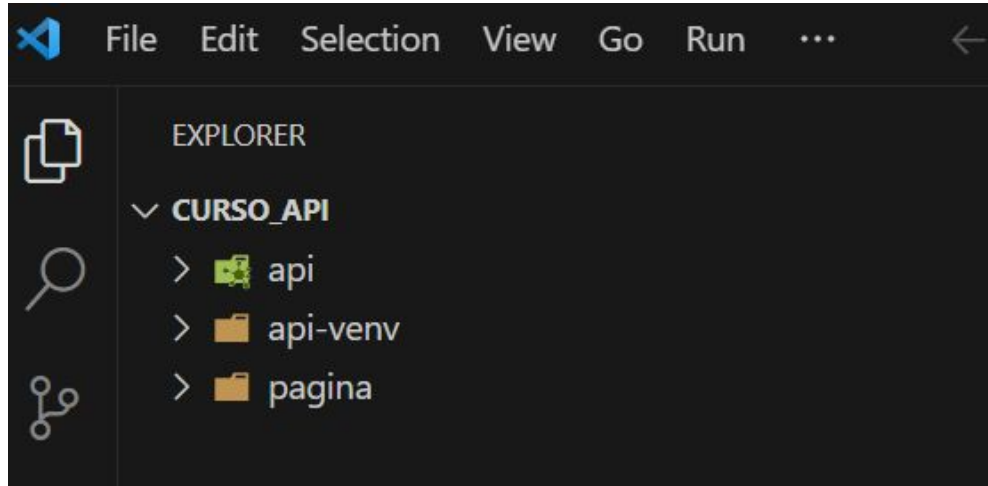 File Edit Selection View Go Run ...
EXPLORER
CURSO_API
api
api-venv
pagina